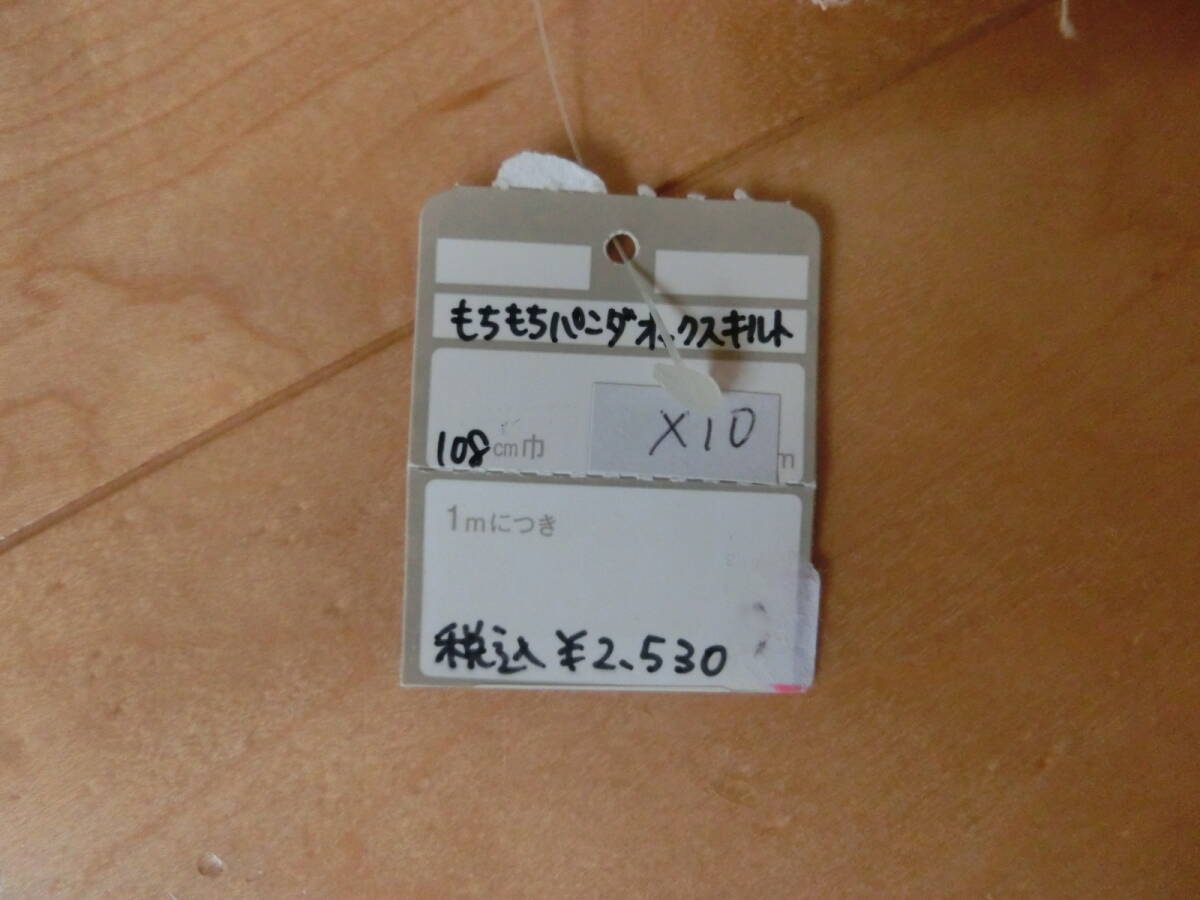 もちもちパンダオックスキルト
X10
108cm巾 m
1mにつき
税込 ¥2.530